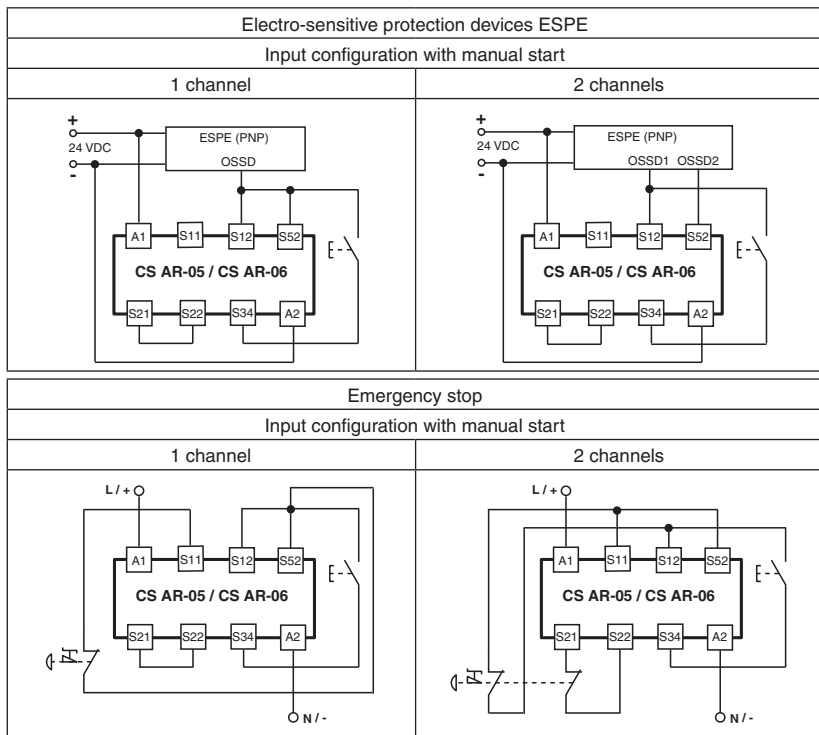 Electro-sensitive protection devices ESPE
Input configuration with manual start
1 channel
2 channels
+
24 VDC
-
ESPE (PNP)
OSSD
A1 S11 S12 S52
CS AR-05 / CS AR-06
S21 S22 S34 A2
+
24 VDC
-
ESPE (PNP)
OSSD1 OSSD2
A1 S11 S12 S52
CS AR-05 / CS AR-06
S21 S22 S34 A2
Emergency stop
Input configuration with manual start
1 channel
2 channels
L / +
A1 S11 S12 S52
CS AR-05 / CS AR-06
S21 S22 S34 A2
N / -
L / +
A1 S11 S12 S52
CS AR-05 / CS AR-06
S21 S22 S34 A2
N / -